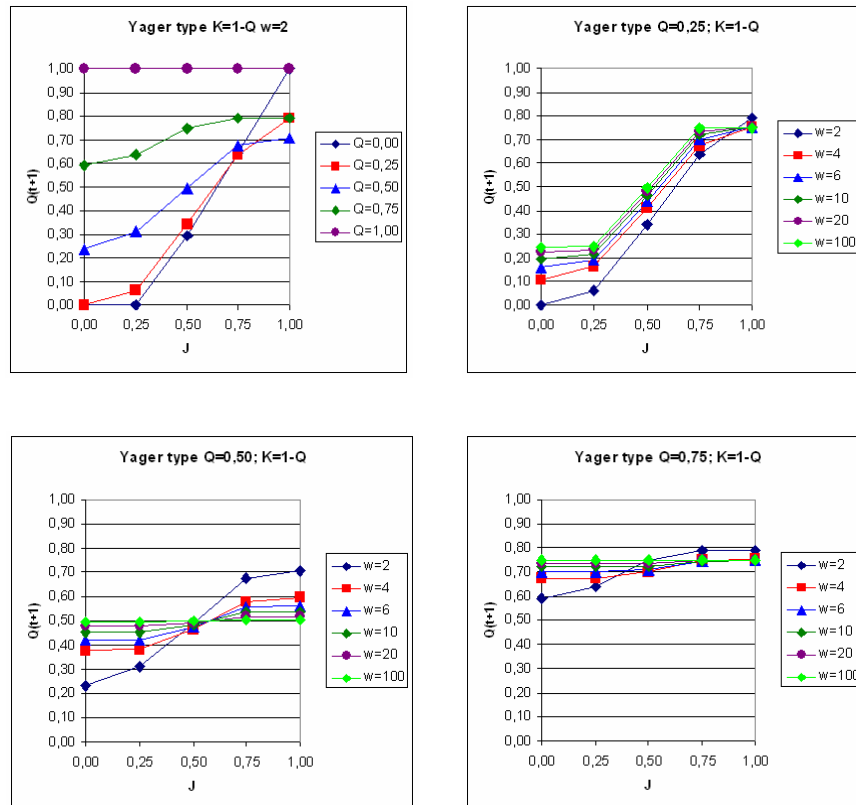 Yager type K=1-Q w=2
1,00
0,90
0,80
0,70
0,60
0,50
0,40
0,30
0,20
0,10
0,00
Q(t+1)
0,00 0,25 0,50 0,75 1,00
J
Q=0,00
Q=0,25
Q=0,50
Q=0,75
Q=1,00
Yager type Q=0,25; K=1-Q
1,00
0,90
0,80
0,70
0,60
0,50
0,40
0,30
0,20
0,10
0,00
Q(t+1)
0,00 0,25 0,50 0,75 1,00
J
w=2
w=4
w=6
w=10
w=20
w=100
Yager type Q=0,50; K=1-Q
1,00
0,90
0,80
0,70
0,60
0,50
0,40
0,30
0,20
0,10
0,00
Q(t+1)
0,00 0,25 0,50 0,75 1,00
J
w=2
w=4
w=6
w=10
w=20
w=100
Yager type Q=0,75; K=1-Q
1,00
0,90
0,80
0,70
0,60
0,50
0,40
0,30
0,20
0,10
0,00
Q(t+1)
0,00 0,25 0,50 0,75 1,00
J
w=2
w=4
w=6
w=10
w=20
w=100